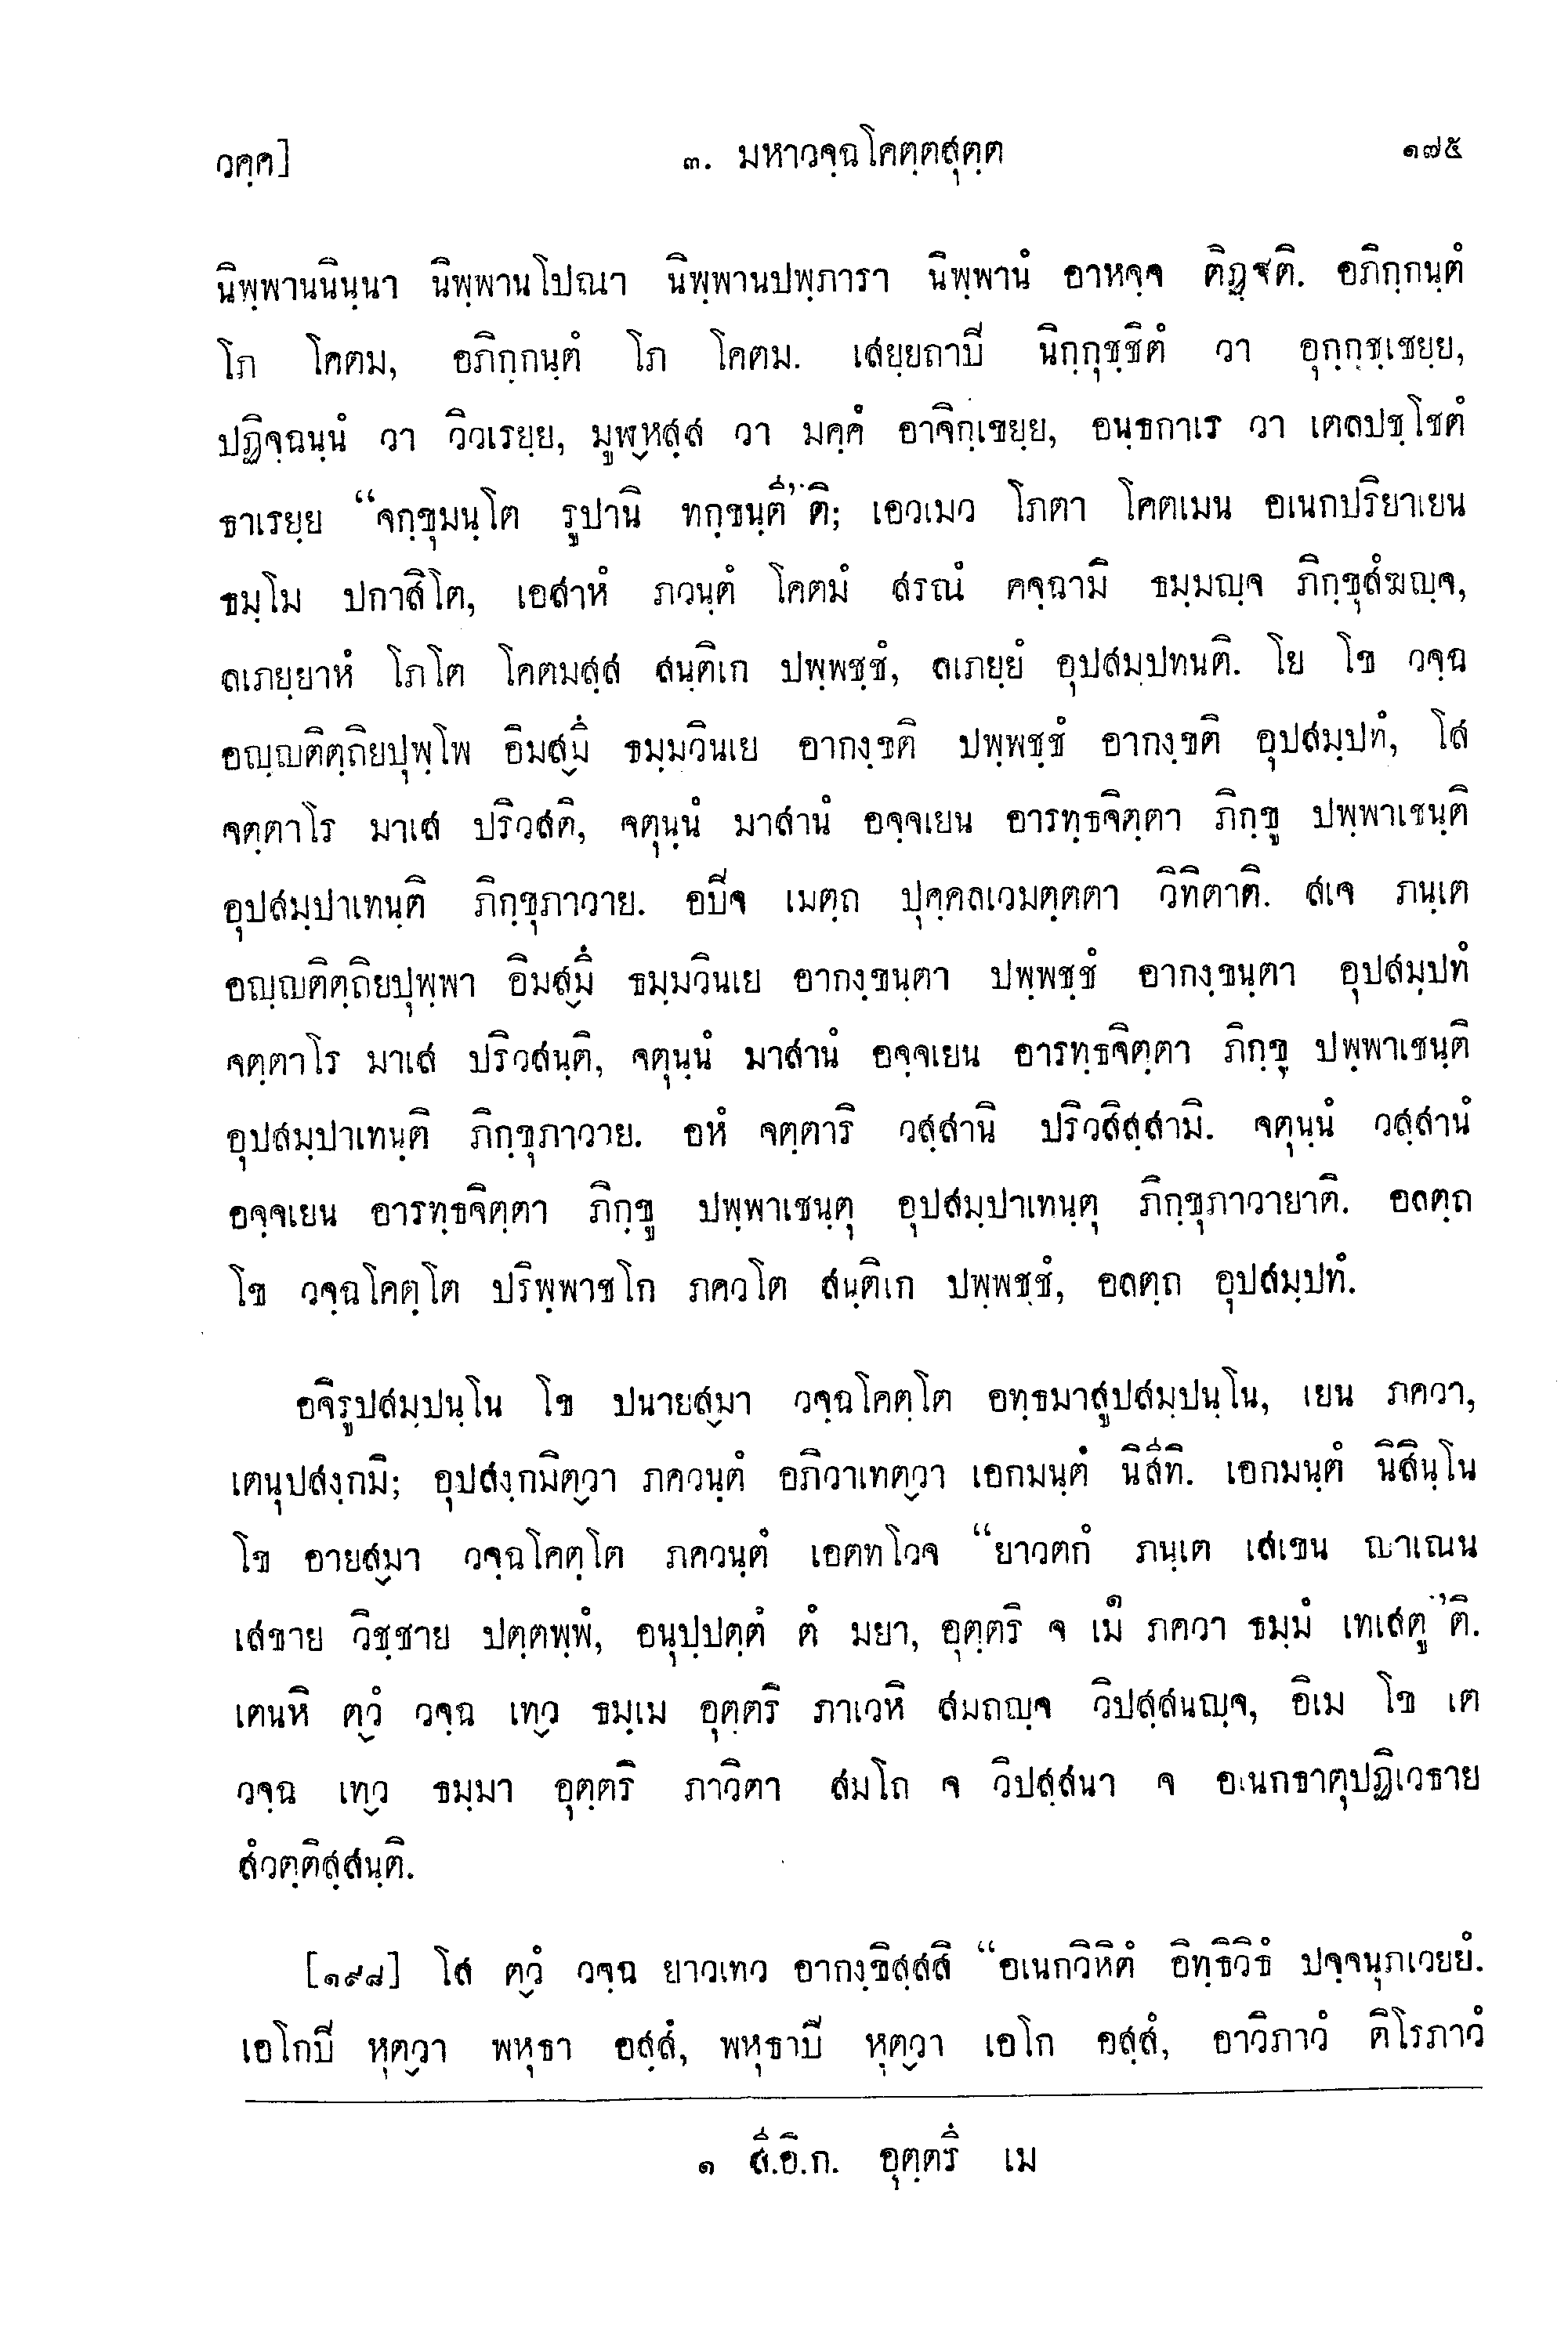 วคฺค]
๓. มหาวจฺฉโคตฺตสุตฺต
๑๗๕
นิพฺพานนินฺนา นิพฺพานโปณา นิพฺพานปพฺภารา นิพฺพานํ อาหจฺจ ติฏฺฐติ. อภิกฺกนฺตํ
โภ โคตม, อภิกฺกนฺตํ โภ โคตม. เสยฺยถาปิ นิกฺกุชฺชิตํ วา อุกฺกุชฺเชยฺย,
ปฏิจฺฉนฺนํ วา วิวเรยฺย, มูฬฺหสฺส วา มคฺคํ อาจิกฺเขยฺย, อนฺธกาเร วา เตลปชฺโชตํ
ธาเรยฺย “จกฺขุมนฺโต รูปานิ ทกฺขนฺตี”ติ; เอวเมว โภตา โคตเมน อเนกปริยาเยน
ธมฺโม ปกาสิโต, เอสาหํ ภวนฺตํ โคตมํ สรณํ คจฺฉามิ ธมฺมญฺจ ภิกฺขุสํฆญฺจ,
ลเภยฺยาหํ โภโต โคตมสฺส สนฺติเก ปพฺพชฺชํ, ลเภยฺยํ อุปสมฺปทนฺติ. โย โข วจฺฉ
อญฺญติตฺถิยปุพฺโพ อิมสฺมึ ธมฺมวินเย อากงฺขติ ปพฺพชฺชํ อากงฺขติ อุปสมฺปทํ, โส
จตฺตาโร มาเส ปริวสติ, จตุนฺนํ มาสานํ อจฺจเยน อารทฺธจิตฺตา ภิกฺขู ปพฺพาเชนฺติ
อุปสมฺปาเทนฺติ ภิกฺขุภาวาย. อปิจ เมตฺถ ปุคฺคลเวมตฺตตา วิทิตาติ. สเจ ภนฺเต
อญฺญติตฺถิยปุพฺพา อิมสฺมึ ธมฺมวินเย อากงฺขนฺตา ปพฺพชฺชํ อากงฺขนฺตา อุปสมฺปทํ
จตฺตาโร มาเส ปริวสนฺติ, จตุนฺนํ มาสานํ อจฺจเยน อารทฺธจิตฺตา ภิกฺขู ปพฺพาเชนฺติ
อุปสมฺปาเทนฺติ ภิกฺขุภาวาย. อหํ จตฺตาริ วสฺสานิ ปริวสิสฺสามิ. จตุนฺนํ วสฺสานํ
อจฺจเยน อารทฺธจิตฺตา ภิกฺขู ปพฺพาเชนฺตุ อุปสมฺปาเทนฺตุ ภิกฺขุภาวายาติ. อลตฺถ
โข วจฺฉโคตฺโต ปริพฺพาชโก ภควโต สนฺติเก ปพฺพชฺชํ, อลตฺถ อุปสมฺปทํ.
อจิรูปสมฺปนฺโน โข ปนายสฺมา วจฺฉโคตฺโต อทฺธมาสูปสมฺปนฺโน, เยน ภควา,
เตนุปสงฺกมิ; อุปสงฺกมิตฺวา ภควนฺตํ อภิวาเทตฺวา เอกมนฺตํ นิสีทิ. เอกมนฺตํ นิสินฺโน
โข อายสฺมา วจฺฉโคตฺโต ภควนฺตํ เอตทโวจ “ยาวตกํ ภนฺเต เสเขน ญาเณน
เสขาย วิชฺชาย ปตฺตพฺพํ, อนุปฺปตฺตํ ตํ มยา, อุตฺตริ จ เม๑ ภควา ธมฺมํ เทเสตู”ติ.
เตนหิ ตฺวํ วจฺฉ เทฺว ธมฺเม อุตฺตริ ภาเวหิ สมถญฺจ วิปสฺสนญฺจ, อิเม โข เต
วจฺฉ เทฺว ธมฺมา อุตฺตริ ภาวิตา สมโถ จ วิปสฺสนา จ อเนกธาตุปฏิเวธาย
สํวตฺติสฺสนฺติ.
[๑๙๘] โส ตฺวํ วจฺฉ ยาวเทว อากงฺขิสฺสสิ “อเนกวิหิตํ อิทฺธิวิธํ ปจฺจนุภเวยยํ.
เอโกปิ หุตฺวา พหุธา อสฺสํ, พหุธาปิ หุตฺวา เอโก อสฺสํ, อาวิภาวํ ติโรภาวํ
๑ สี.อิ.ก. อุตฺตรึ เม